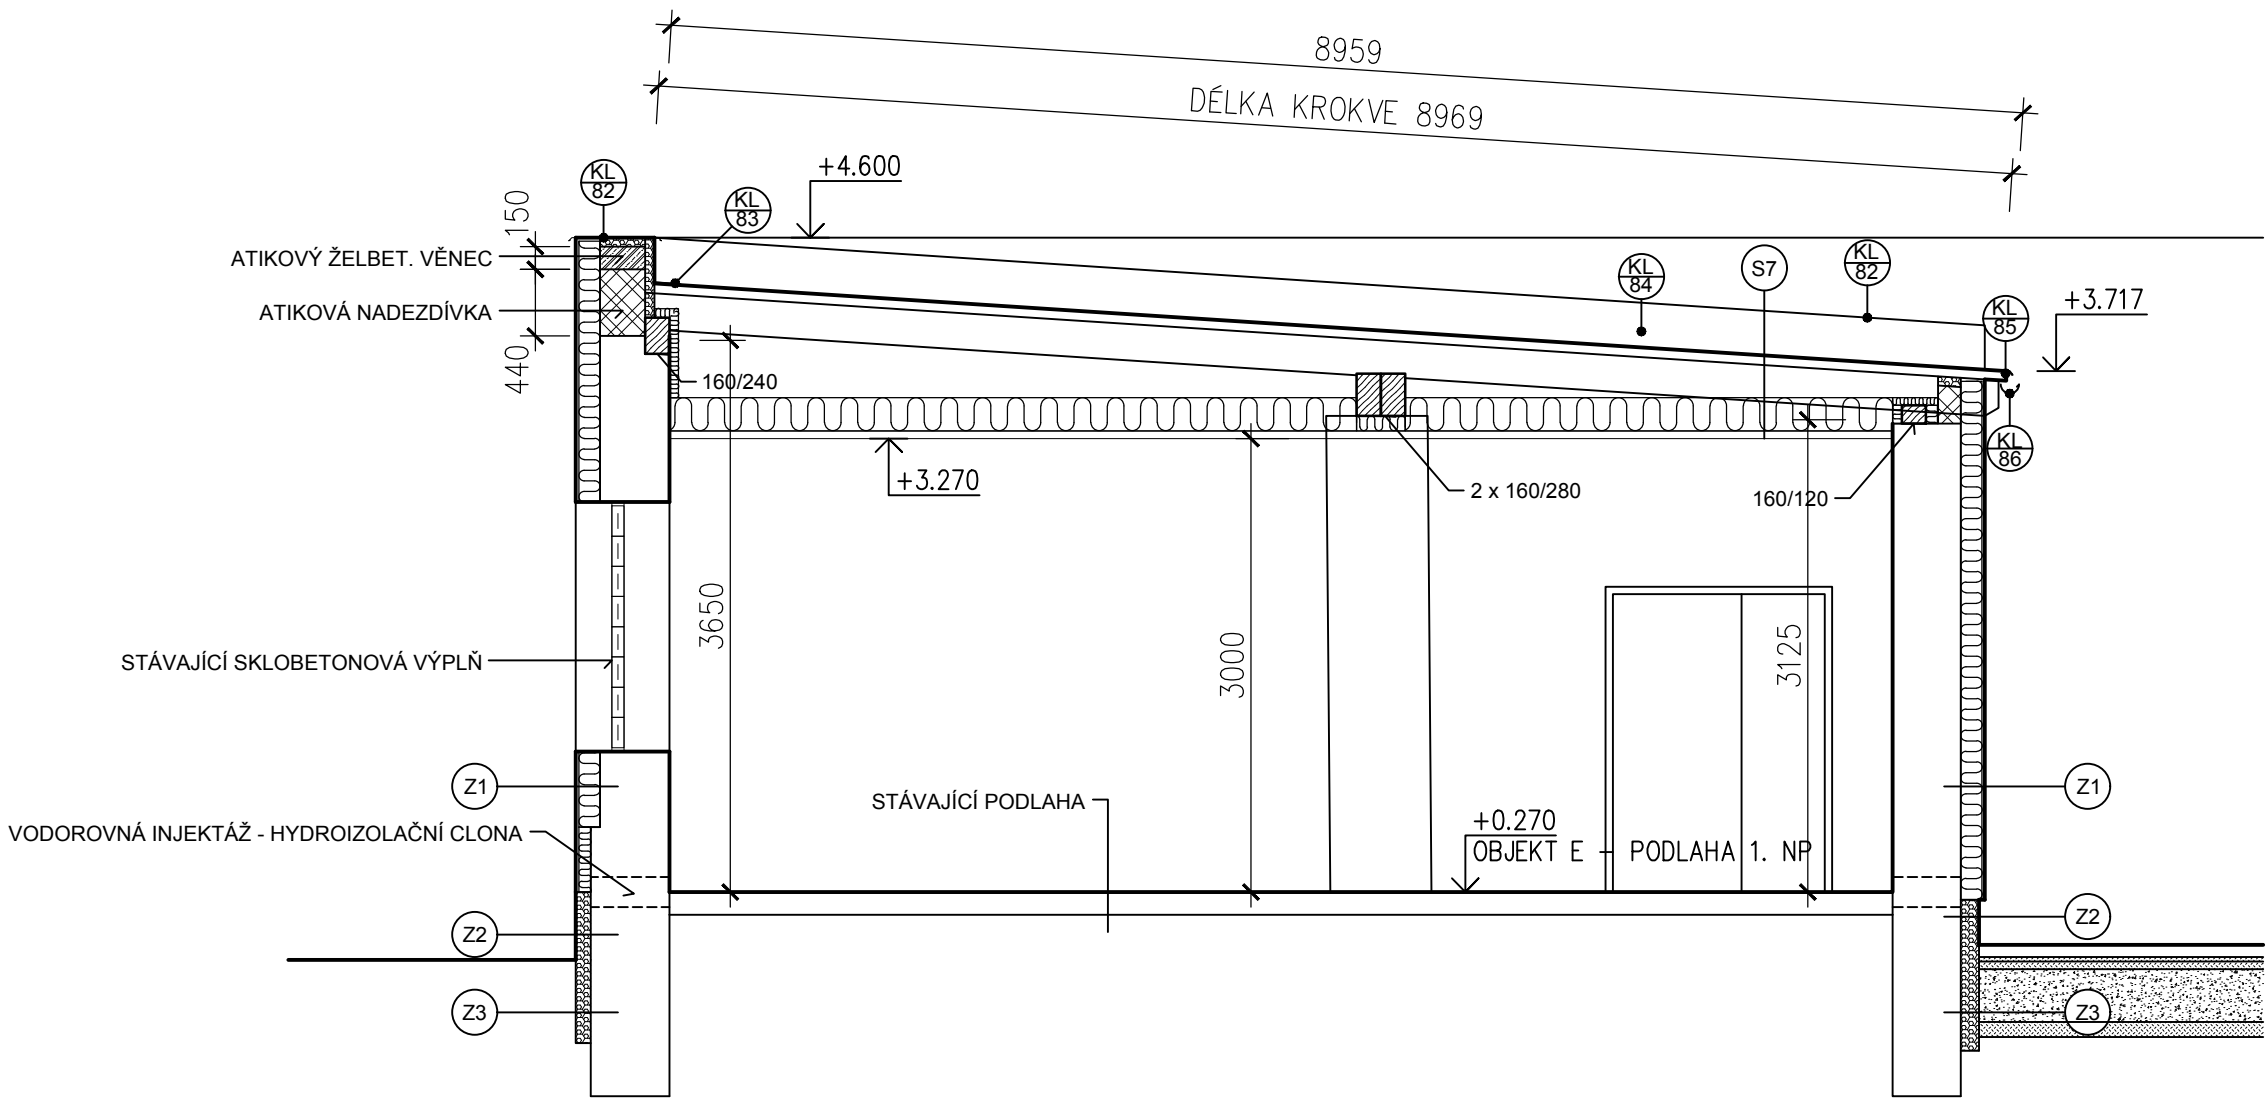 8959
DÉLKA KROKVE 8969
+4.600
KL
82
KL
83
150
ATIKOVÝ ŽELBET. VĚNEC
ATIKOVÁ NADEZDÍVKA
440
160/240
S7
KL
84
KL
82
KL
85
+3.717
KL
86
+3.270
2 x 160/280
160/120
3650
3000
3125
STÁVAJÍCÍ SKLOBETONOVÁ VÝPLŇ
Z1
STÁVAJÍCÍ PODLAHA
Z1
VODOROVNÁ INJEKTÁŽ - HYDROIZOLAČNÍ CLONA
+0.270
OBJEKT E - PODLAHA 1. NP
Z2
Z2
Z3
Z3